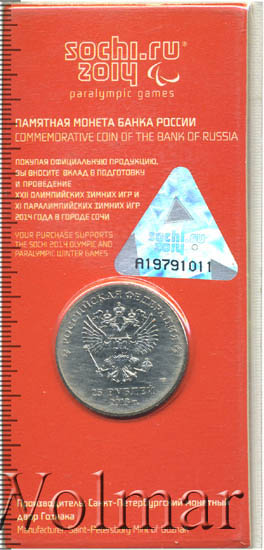 sochi.ru
2014
paralympic games
ПАМЯТНАЯ МОНЕТА БАНКА РОССИИ
COMMEMORATIVE COIN OF THE BANK OF RUSSIA
ПОКУПАЯ ОФИЦИАЛЬНУЮ ПРОДУКЦИЮ,
ВЫ ВНОСИТЕ ВКЛАД В ПОДГОТОВКУ
И ПРОВЕДЕНИЕ
XXII ОЛИМПИЙСКИХ ЗИМНИХ ИГР И
XI ПАРАЛИМПИЙСКИХ ЗИМНИХ ИГР
2014 ГОДА В ГОРОДЕ СОЧИ
YOUR PURCHASE SUPPORTS
THE SOCHI 2014 OLYMPIC AND
PARALYMPIC WINTER GAMES
sochi.ru
2014
A19791011
РОССИЙСКАЯ ФЕДЕРАЦИЯ
25 РУБЛЕЙ
Производитель: Санкт-Петербургский монетный
двор Гознака
Manufacturer: Saint-Petersburg Mint of Goznak
Volmar